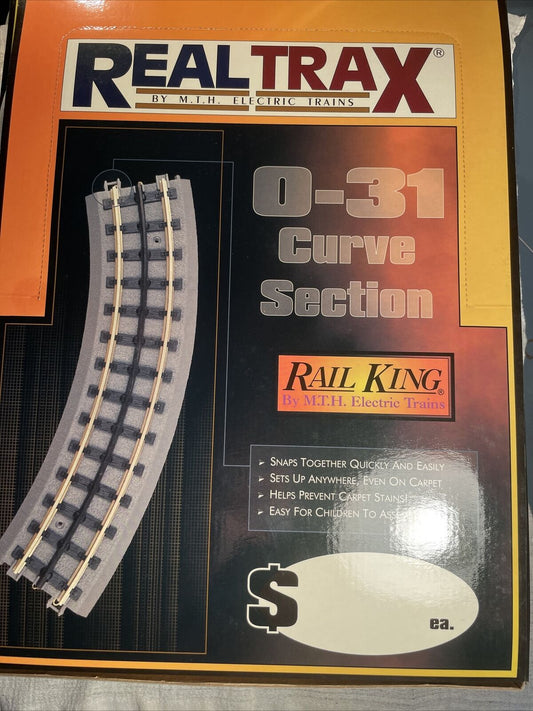 REALTRAX®
BY M.T.H. ELECTRIC TRAINS
0-31
Curve
Section
RAIL KING®
By M.T.H. Electric Trains
➤ SNAPS TOGETHER QUICKLY AND EASILY
➤ SETS UP ANYWHERE, EVEN ON CARPET
➤ HELPS PREVENT CARPET STAINS!
➤ EASY FOR CHILDREN TO
$ ea.